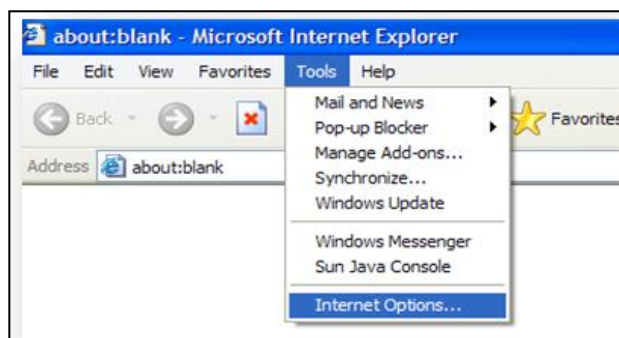 about:blank - Microsoft Internet Explorer
File Edit View Favorites Tools Help
Back
Favorites
Address about:blank
Mail and News
Pop-up Blocker
Manage Add-ons...
Synchronize...
Windows Update
Windows Messenger
Sun Java Console
Internet Options...